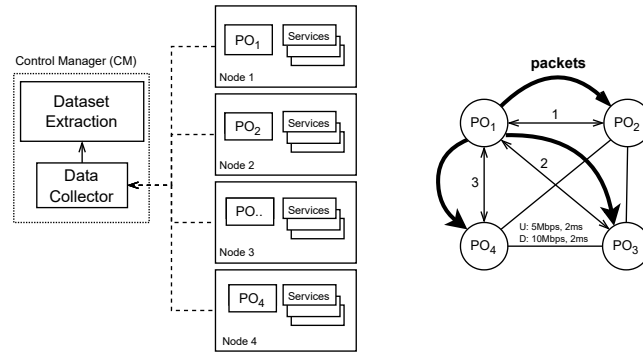 Control Manager (CM)
Dataset
Extraction
Data
Collector
PO1
Services
Node 1
PO2
Services
Node 2
PO..
Services
Node 3
PO4
Services
Node 4
packets
PO1
1
PO2
2
3
PO4
U: 5Mbps, 2ms
D: 10Mbps, 2ms
PO3